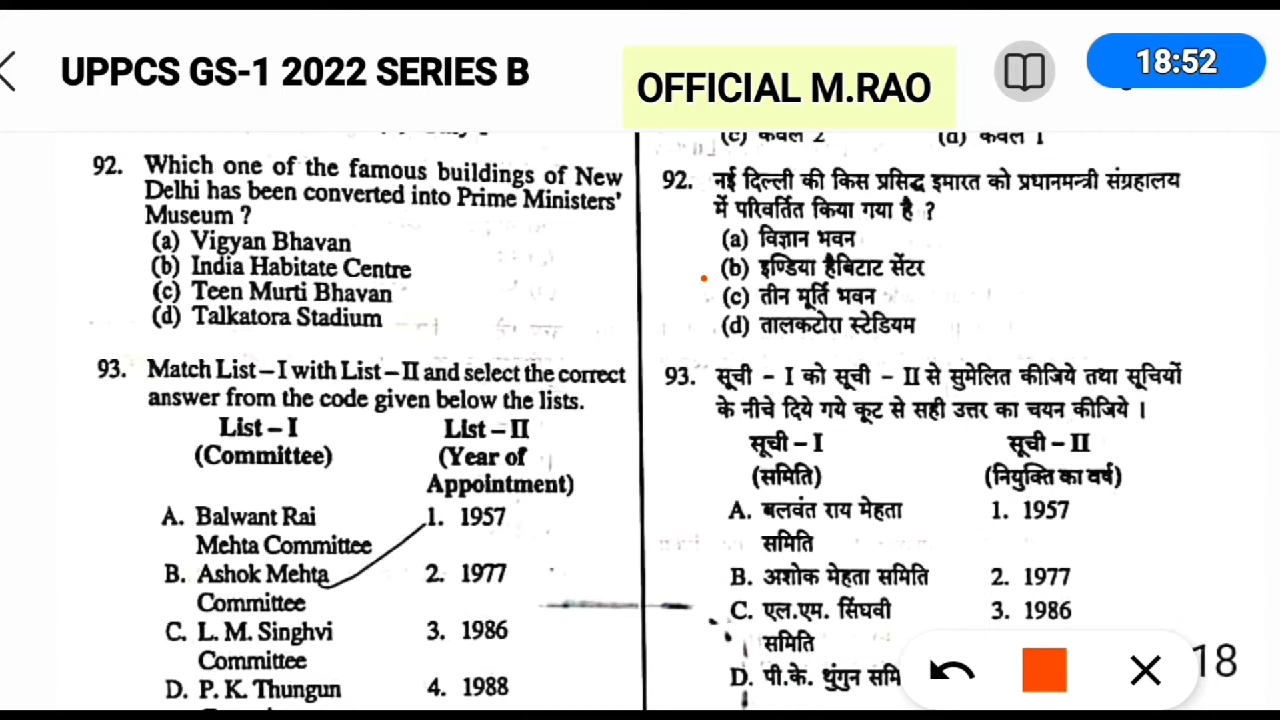 UPPCS GS-1 2022 SERIES B
OFFICIAL M.RAO
18:52
92. Which one of the famous buildings of New
Delhi has been converted into Prime Ministers'
Museum ?
(a) Vigyan Bhavan
(b) India Habitate Centre
(c) Teen Murti Bhavan
(d) Talkatora Stadium
93. Match List – I with List – II and select the correct
answer from the code given below the lists.
List – I List – II
(Committee) (Year of
Appointment)
A. Balwant Rai 1. 1957
Mehta Committee
B. Ashok Mehta 2. 1977
Committee
C. L. M. Singhvi 3. 1986
Committee
D. P. K. Thungun 4. 1988
(c) केवल 2 (d) केवल 1
92. नई दिल्ली की किस प्रसिद्ध इमारत को प्रधानमन्त्री संग्रहालय
में परिवर्तित किया गया है ?
(a) विज्ञान भवन
(b) इण्डिया हैबिटाट सेंटर
(c) तीन मूर्ति भवन
(d) तालकटोरा स्टेडियम
93. सूची – I को सूची – II से सुमेलित कीजिये तथा सूचियों
के नीचे दिये गये कूट से सही उत्तर का चयन कीजिये ।
सूची – I सूची – II
(समिति) (नियुक्ति का वर्ष)
A. बलवंत राय मेहता 1. 1957
समिति
B. अशोक मेहता समिति 2. 1977
C. एल.एम. सिंघवी 3. 1986
समिति
D. पी.के. थुंगुन
18